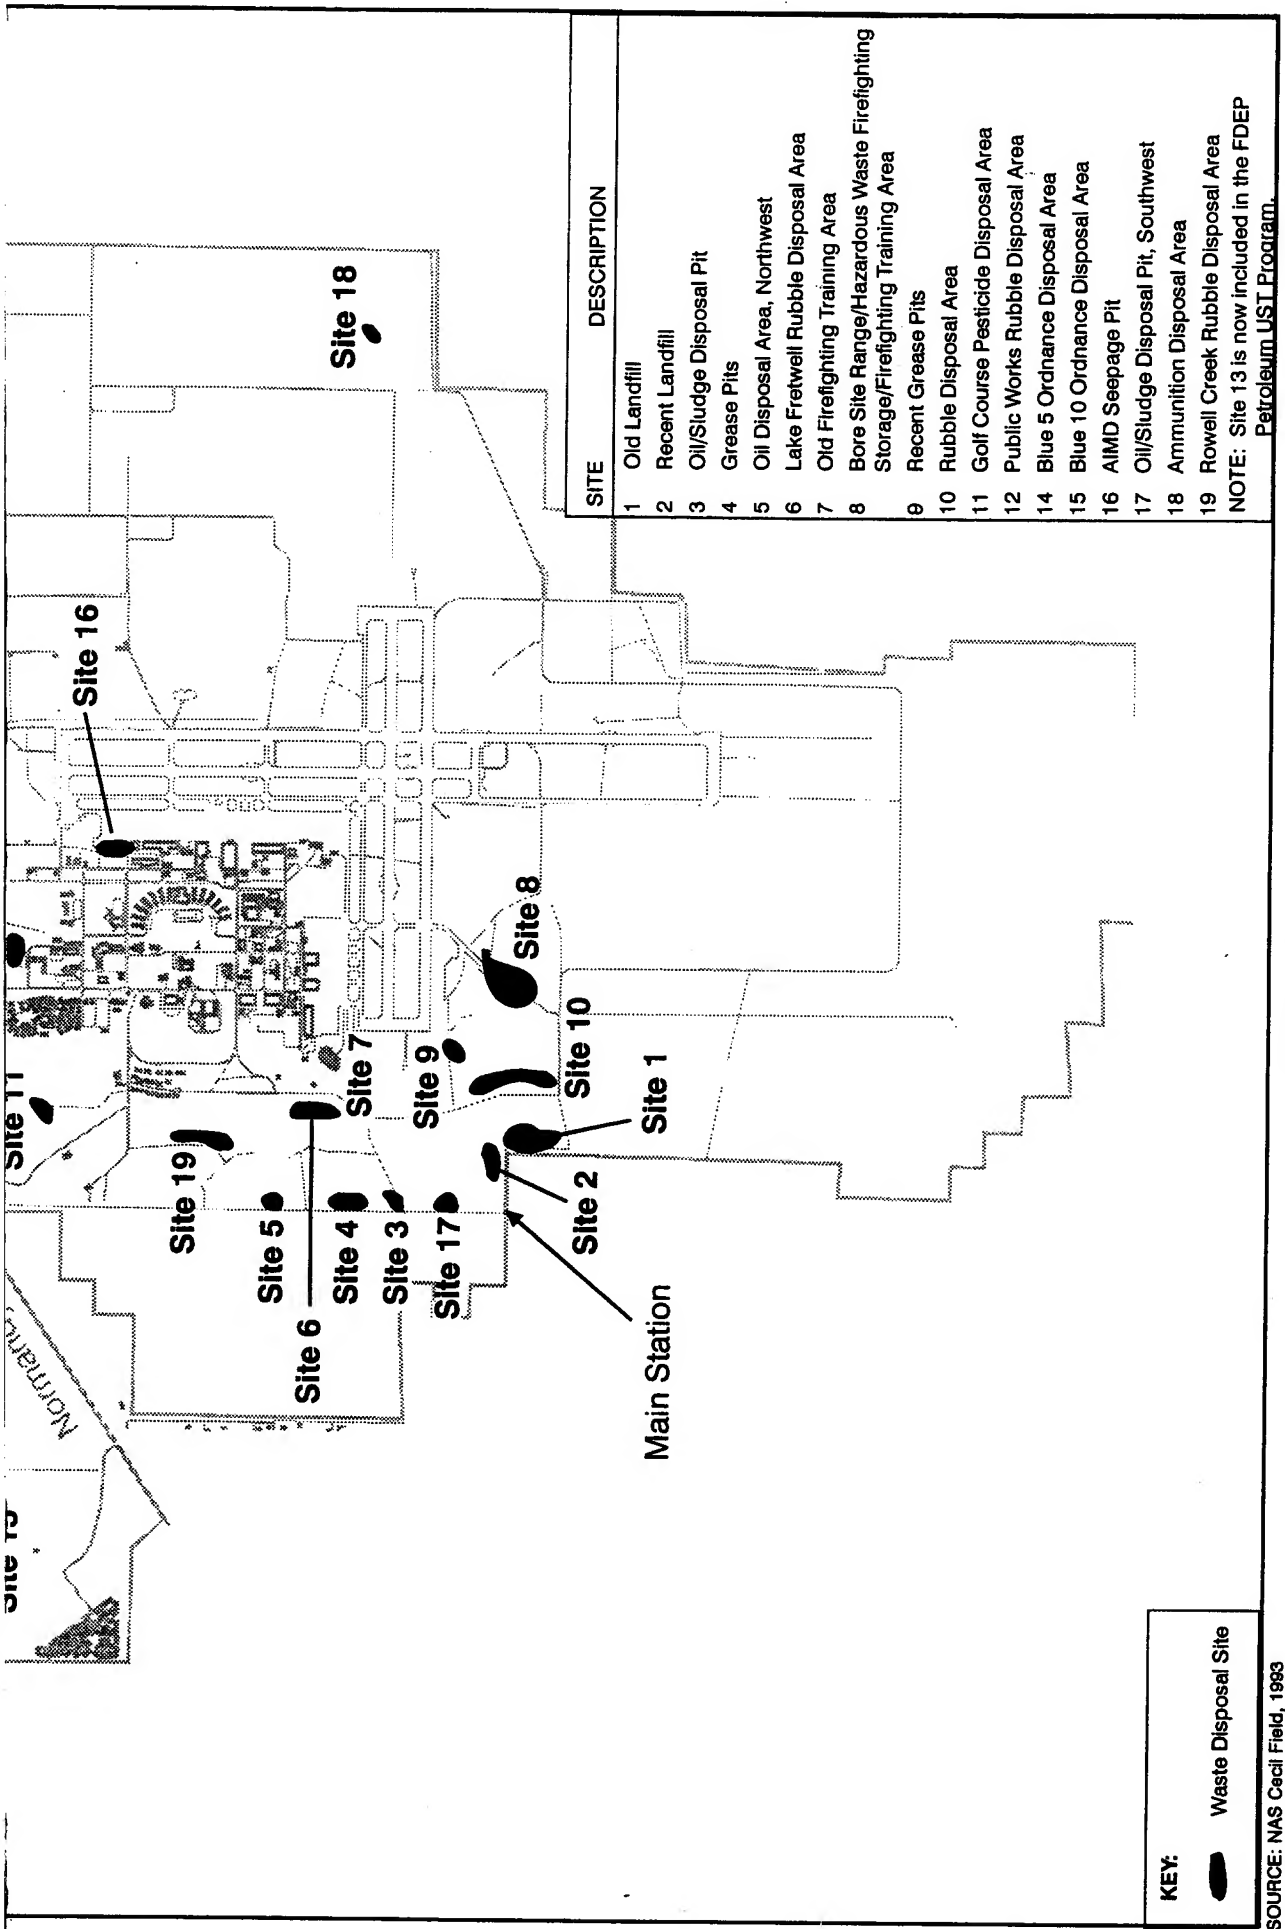 Site 15
Normandy
Site 11
Site 16
Site 18
Site 19
Site 5
Site 6
Site 4
Site 3
Site 17
Site 7
Site 9
Site 8
Site 10
Site 1
Site 2
Main Station
SITE DESCRIPTION
1 Old Landfill
2 Recent Landfill
3 Oil/Sludge Disposal Pit
4 Grease Pits
5 Oil Disposal Area, Northwest
6 Lake Fretwell Rubble Disposal Area
7 Old Firefighting Training Area
8 Bore Site Range/Hazardous Waste Firefighting
Storage/Firefighting Training Area
9 Recent Grease Pits
10 Rubble Disposal Area
11 Golf Course Pesticide Disposal Area
12 Public Works Rubble Disposal Area
14 Blue 5 Ordnance Disposal Area
15 Blue 10 Ordnance Disposal Area
16 AIMD Seepage Pit
17 Oil/Sludge Disposal Pit, Southwest
18 Ammunition Disposal Area
19 Rowell Creek Rubble Disposal Area
NOTE: Site 13 is now included in the FDEP
Petroleum UST Program.
KEY:
Waste Disposal Site
SOURCE: NAS Cecil Field, 1993